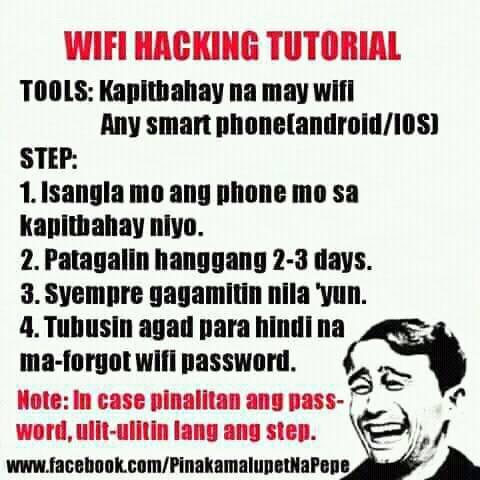 WIFI HACKING TUTORIAL
TOOLS: Kapitbahay na may wifi
Any smart phone(android/IOS)
STEP:
1. Isangla mo ang phone mo sa
kapitbahay niyo.
2. Patagalin hanggang 2-3 days.
3. Syempre gagamitin nila 'yun.
4. Tubusin agad para hindi na
ma-forgot wifi password.
Note: In case pinalitan ang pass-
word, ulit-ulitin lang ang step.
www.facebook.com/PinakamalupetNaPepe